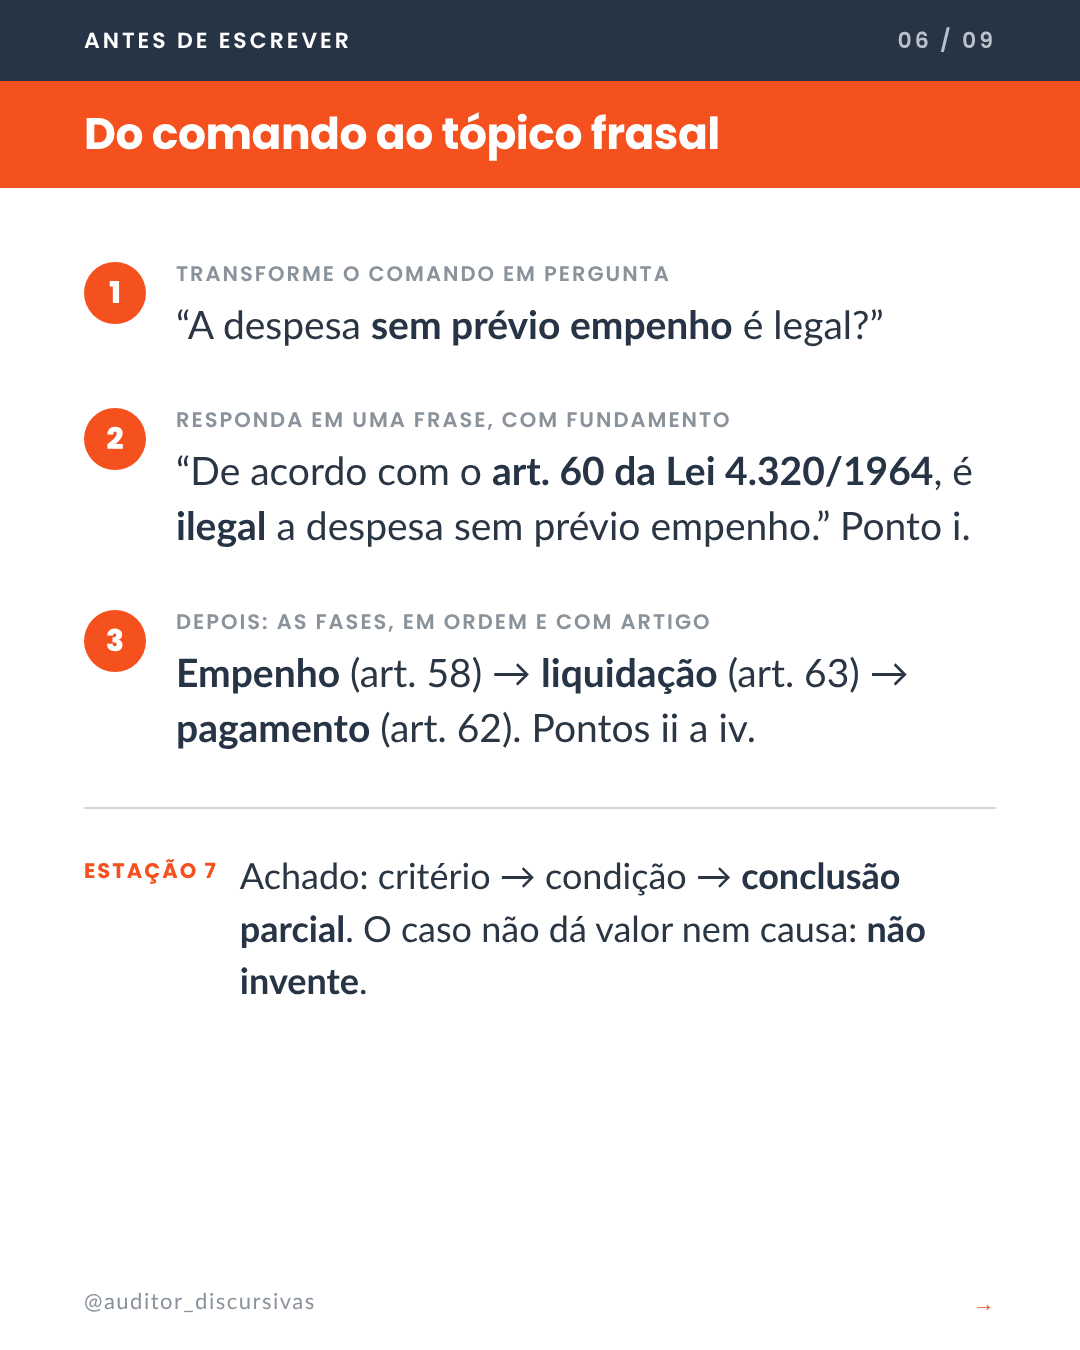 ANTES DE ESCREVER
06 / 09
Do comando ao tópico frasal
1
TRANSFORME O COMANDO EM PERGUNTA
“A despesa sem prévio empenho é legal?”
2
RESPONDA EM UMA FRASE, COM FUNDAMENTO
“De acordo com o art. 60 da Lei 4.320/1964, é
ilegal a despesa sem prévio empenho.” Ponto i.
3
DEPOIS: AS FASES, EM ORDEM E COM ARTIGO
Empenho (art. 58) → liquidação (art. 63) →
pagamento (art. 62). Pontos ii a iv.
ESTAÇÃO 7
Achado: critério → condição → conclusão
parcial. O caso não dá valor nem causa: não
invente.
@auditor_discursivas
→